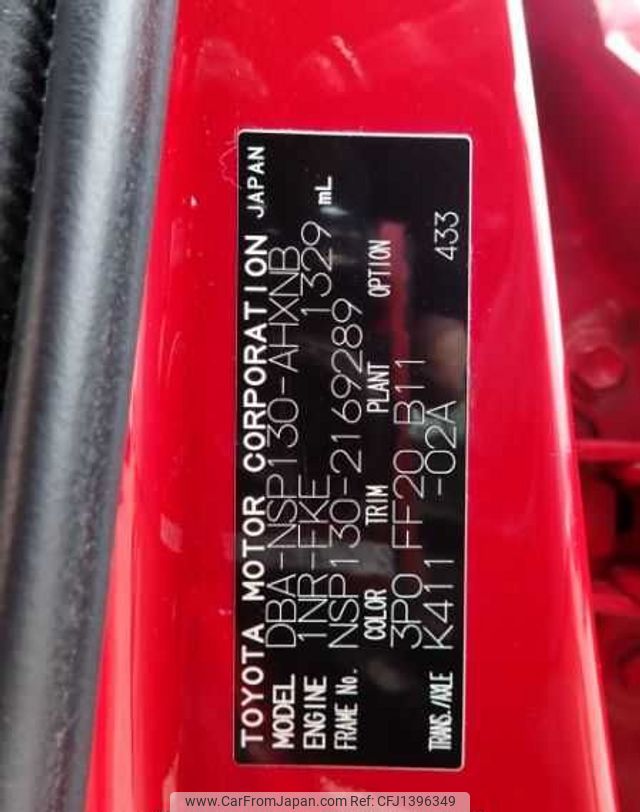 TOYOTA MOTOR CORPORATION JAPAN
MODEL DBA-NSP130-AHXNB
ENGINE 1NR-FKE 1329 mL
FRAME No. NSP130-2169289
COLOR TRIM PLANT OPTION
3P0 FF20 B11
TRANS./AXLE K411 -02A 433
www.CarFromJapan.com Ref: CFJ1396349